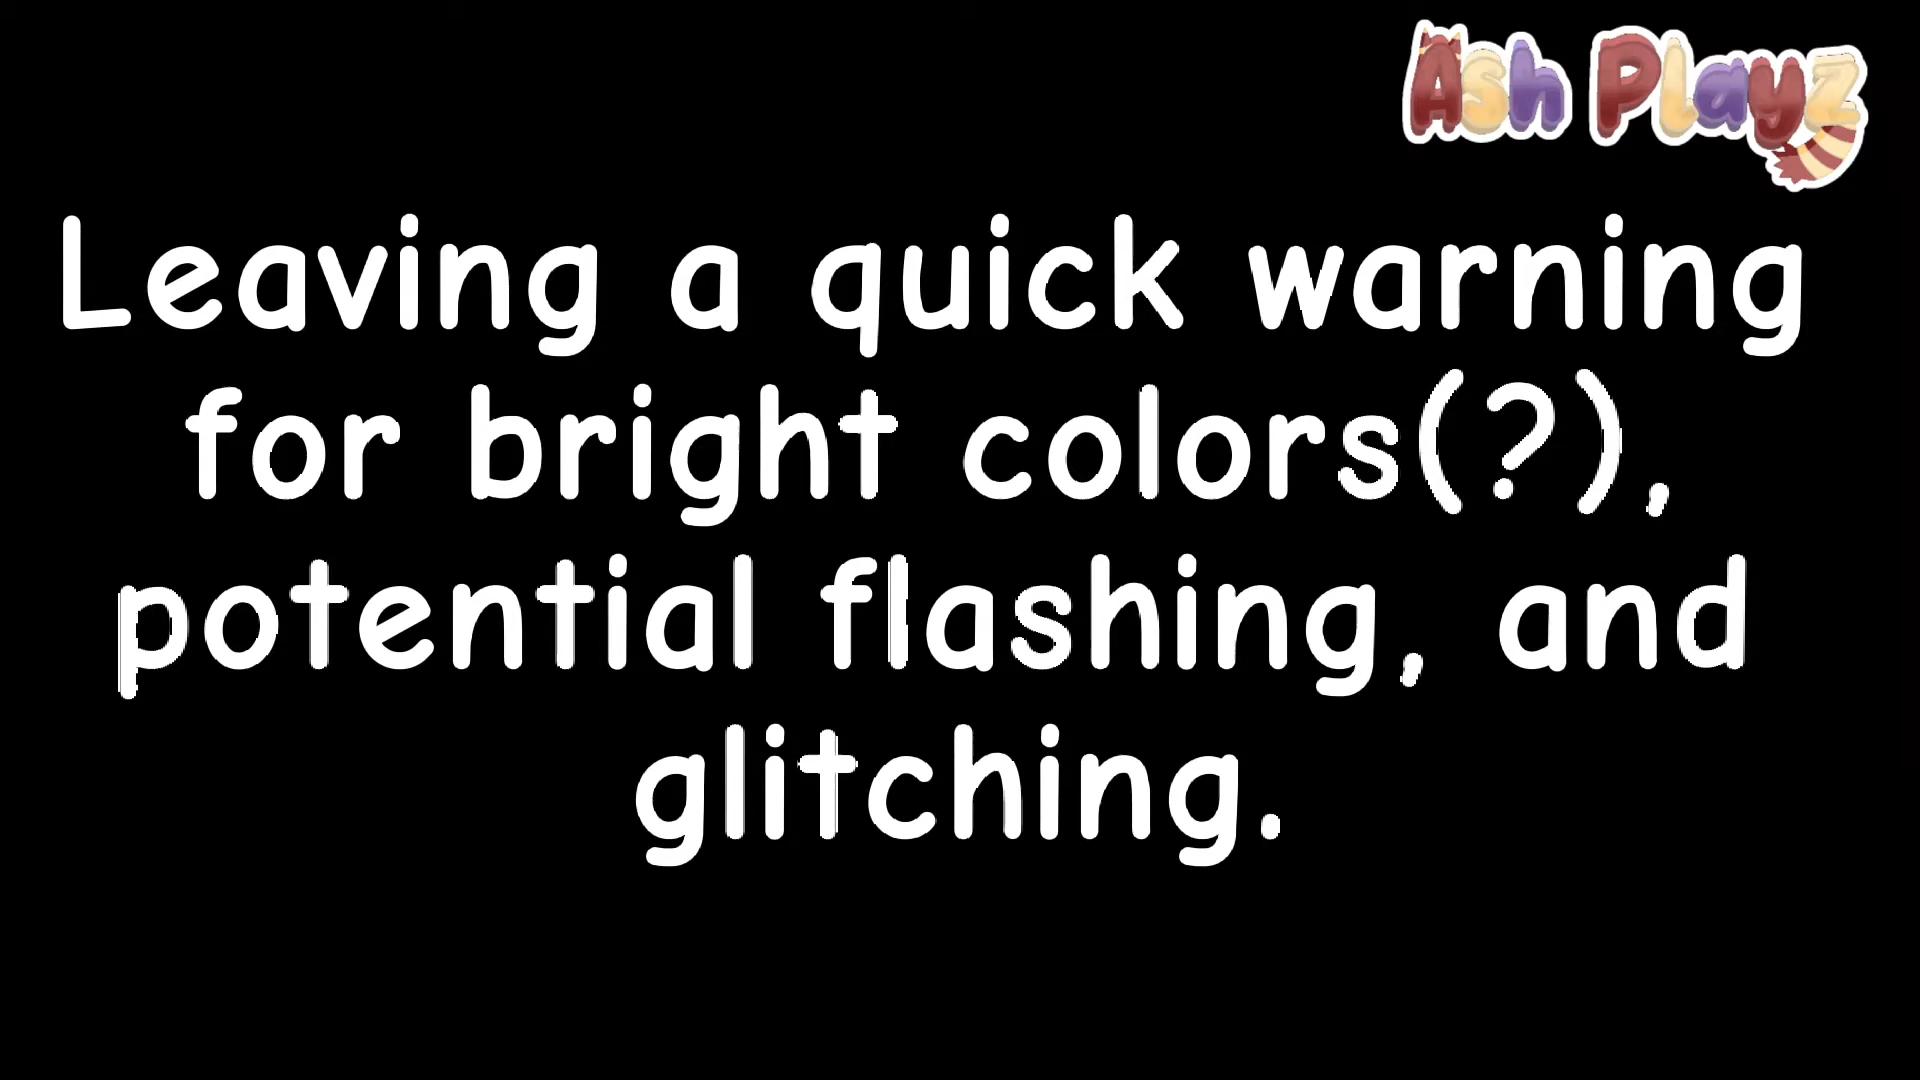 Ash Playz
Leaving a quick warning
for bright colors(?),
potential flashing, and
glitching.